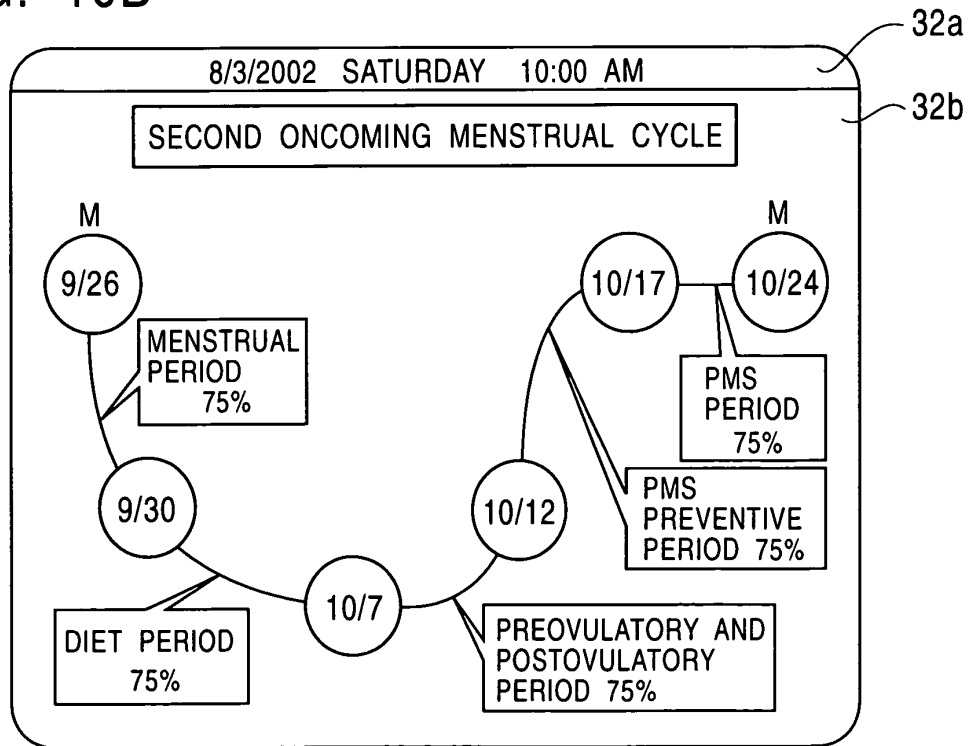 32a
8/3/2002 SATURDAY 10:00 AM
32b
SECOND ONCOMING MENSTRUAL CYCLE
M
M
9/26
10/17
10/24
MENSTRUAL
PERIOD
75%
PMS
PERIOD
75%
9/30
10/12
PMS
PREVENTIVE
PERIOD 75%
10/7
DIET PERIOD
75%
PREOVULATORY AND
POSTOVULATORY
PERIOD 75%